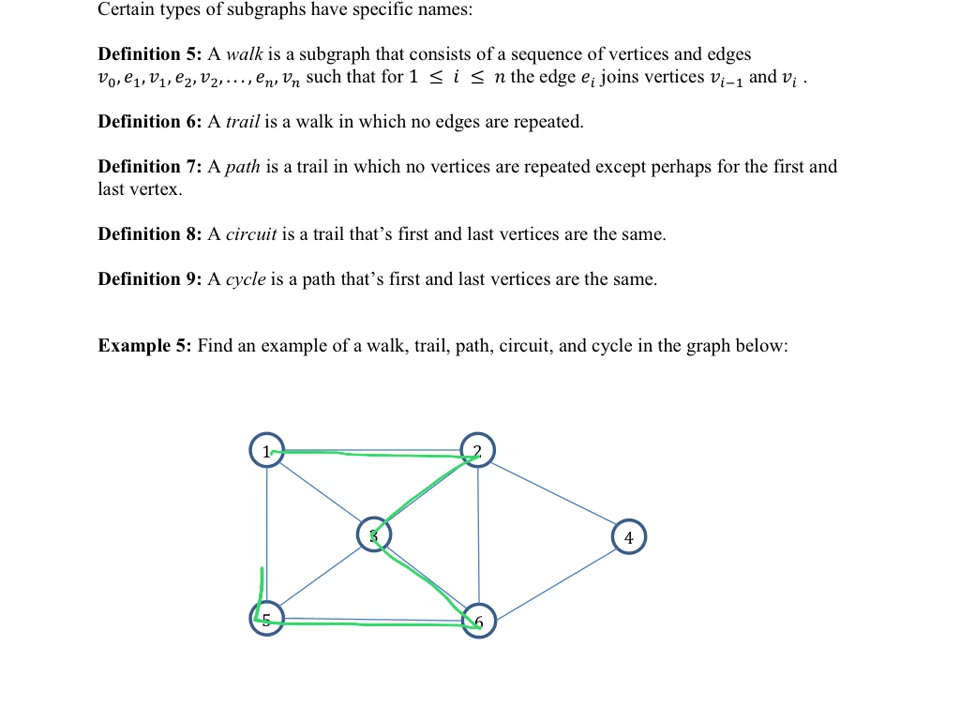 Certain types of subgraphs have specific names:
Definition 5: A walk is a subgraph that consists of a sequence of vertices and edges
v₀, e₁, v₁, e₂, v₂, . . . , eₙ, vₙ such that for 1 ≤ i ≤ n the edge eᵢ joins vertices vᵢ₋₁ and vᵢ .
Definition 6: A trail is a walk in which no edges are repeated.
Definition 7: A path is a trail in which no vertices are repeated except perhaps for the first and
last vertex.
Definition 8: A circuit is a trail that’s first and last vertices are the same.
Definition 9: A cycle is a path that’s first and last vertices are the same.
Example 5: Find an example of a walk, trail, path, circuit, and cycle in the graph below:
1
2
3
4
5
6